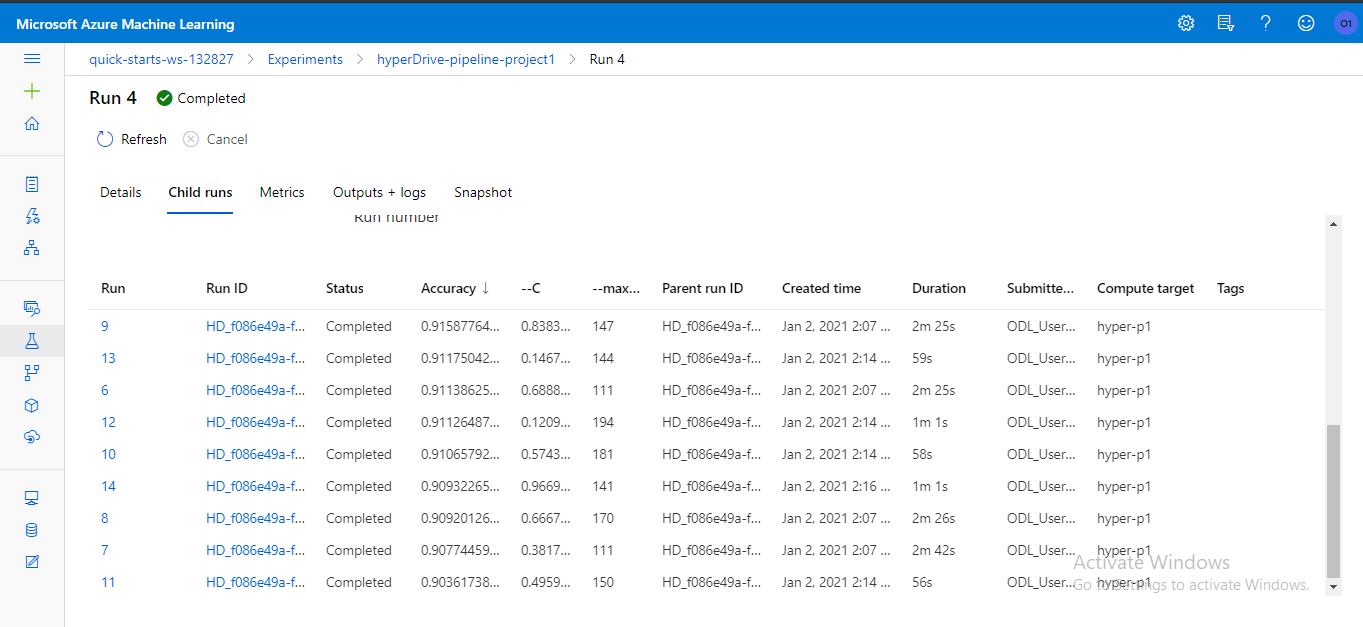 Microsoft Azure Machine Learning
O1
quick-starts-ws-132827 > Experiments > hyperDrive-pipeline-project1 > Run 4
Run 4 Completed
Refresh Cancel
Details Child runs Metrics Outputs + logs Snapshot
Run number
Run Run ID Status Accuracy ↓ --C --max... Parent run ID Created time Duration Submitte... Compute target Tags
9 HD_f086e49a-f... Completed 0.91587764... 0.8383... 147 HD_f086e49a-f... Jan 2, 2021 2:07 ... 2m 25s ODL_User... hyper-p1
13 HD_f086e49a-f... Completed 0.91175042... 0.1467... 144 HD_f086e49a-f... Jan 2, 2021 2:14 ... 59s ODL_User... hyper-p1
6 HD_f086e49a-f... Completed 0.91138625... 0.6888... 111 HD_f086e49a-f... Jan 2, 2021 2:07 ... 2m 25s ODL_User... hyper-p1
12 HD_f086e49a-f... Completed 0.91126487... 0.1209... 194 HD_f086e49a-f... Jan 2, 2021 2:14 ... 1m 1s ODL_User... hyper-p1
10 HD_f086e49a-f... Completed 0.91065792... 0.5743... 181 HD_f086e49a-f... Jan 2, 2021 2:14 ... 58s ODL_User... hyper-p1
14 HD_f086e49a-f... Completed 0.90932265... 0.9669... 141 HD_f086e49a-f... Jan 2, 2021 2:16 ... 1m 1s ODL_User... hyper-p1
8 HD_f086e49a-f... Completed 0.90920126... 0.6667... 170 HD_f086e49a-f... Jan 2, 2021 2:07 ... 2m 26s ODL_User... hyper-p1
7 HD_f086e49a-f... Completed 0.90774459... 0.3817... 111 HD_f086e49a-f... Jan 2, 2021 2:07 ... 2m 42s ODL_User... hyper-p1
11 HD_f086e49a-f... Completed 0.90361738... 0.4959... 150 HD_f086e49a-f... Jan 2, 2021 2:14 ... 56s ODL_User... hyper-p1
Activate Windows
Go to Settings to activate Windows.